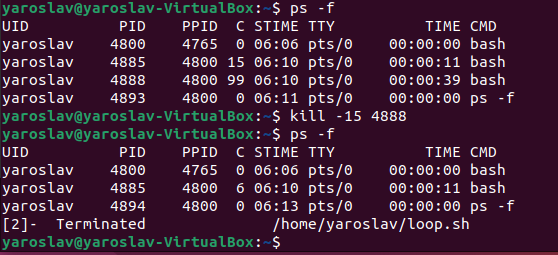 yaroslav@yaroslav-VirtualBox:~$ ps -f
UID          PID    PPID  C STIME TTY          TIME CMD
yaroslav    4800    4765  0 06:06 pts/0    00:00:00 bash
yaroslav    4885    4800 15 06:10 pts/0    00:00:11 bash
yaroslav    4888    4800 99 06:10 pts/0    00:00:39 bash
yaroslav    4893    4800  0 06:11 pts/0    00:00:00 ps -f
yaroslav@yaroslav-VirtualBox:~$ kill -15 4888
yaroslav@yaroslav-VirtualBox:~$ ps -f
UID          PID    PPID  C STIME TTY          TIME CMD
yaroslav    4800    4765  0 06:06 pts/0    00:00:00 bash
yaroslav    4885    4800  6 06:10 pts/0    00:00:11 bash
yaroslav    4894    4800  0 06:13 pts/0    00:00:00 ps -f
[2]-  Terminated              /home/yaroslav/loop.sh
yaroslav@yaroslav-VirtualBox:~$